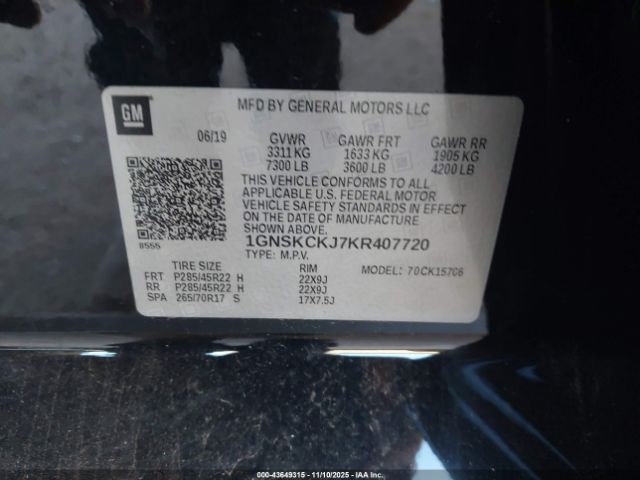 GM
MFD BY GENERAL MOTORS LLC
06/19 GVWR GAWR FRT GAWR RR
3311 KG 1633 KG 1905 KG
7300 LB 3600 LB 4200 LB
THIS VEHICLE CONFORMS TO ALL
APPLICABLE U.S. FEDERAL MOTOR
VEHICLE SAFETY STANDARDS IN EFFECT
ON THE DATE OF MANUFACTURE
SHOWN ABOVE.
8555
1GNSKCKJ7KR407720
TYPE: M.P.V.
MODEL: 70CK15706
TIRE SIZE RIM
FRT P285/45R22 H 22X9J
RR P285/45R22 H 22X9J
SPA 265/70R17 S 17X7.5J
000-43649315 - 11/10/2025 - IAA Inc.